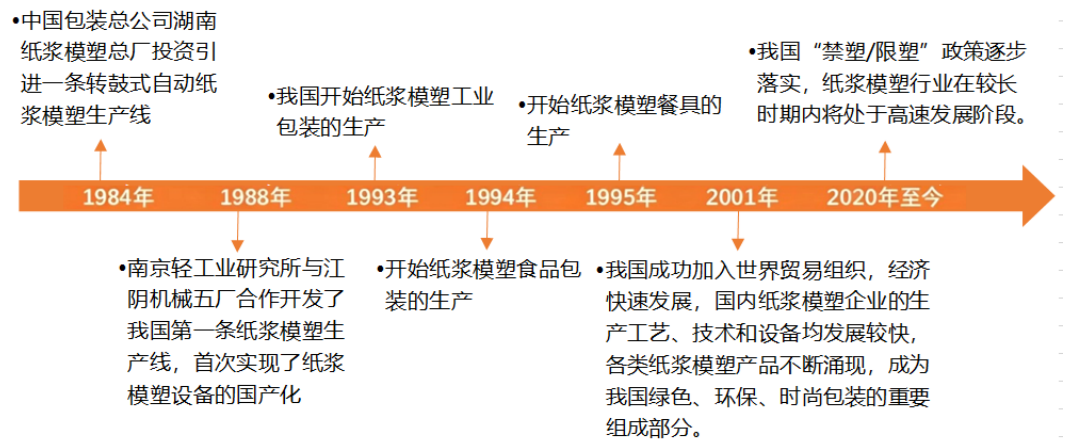 •中国包装总公司湖南
纸浆模塑总厂投资引
进一条转鼓式自动纸
浆模塑生产线
•我国开始纸浆模塑工业
包装的生产
•开始纸浆模塑餐具的
生产
•我国“禁塑/限塑”政策逐步
落实，纸浆模塑行业在较长
时期内将处于高速发展阶段。
1984年 1988年 1993年 1994年 1995年 2001年 2020年至今
•南京轻工业研究所与江
阴机械五厂合作开发了
我国第一条纸浆模塑生
产线，首次实现了纸浆
模塑设备的国产化
•开始纸浆模塑食品包
装的生产
•我国成功加入世界贸易组织，经济
快速发展，国内纸浆模塑企业的生
产工艺、技术和设备均发展较快，
各类纸浆模塑产品不断涌现，成为
我国绿色、环保、时尚包装的重要
组成部分。